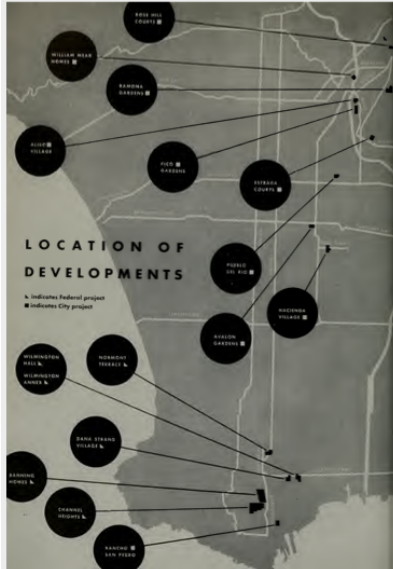 ROSE HILL
COURTS
WILLIAM MEAD
HOMES
RAMONA
GARDENS
ALISO
VILLAGE
PICO
GARDENS
ESTRADA
COURTS
LOCATION OF
DEVELOPMENTS
indicates Federal project
indicates City project
PUEBLO
DEL RIO
HACIENDA
VILLAGE
AVALON
GARDENS
WILMINGTON
HALL
WILMINGTON
ANNEX
NORMONT
TERRACE
DANA STRAND
VILLAGE
BANNING
HOMES
CHANNEL
HEIGHTS
RANCHO
SAN PEDRO